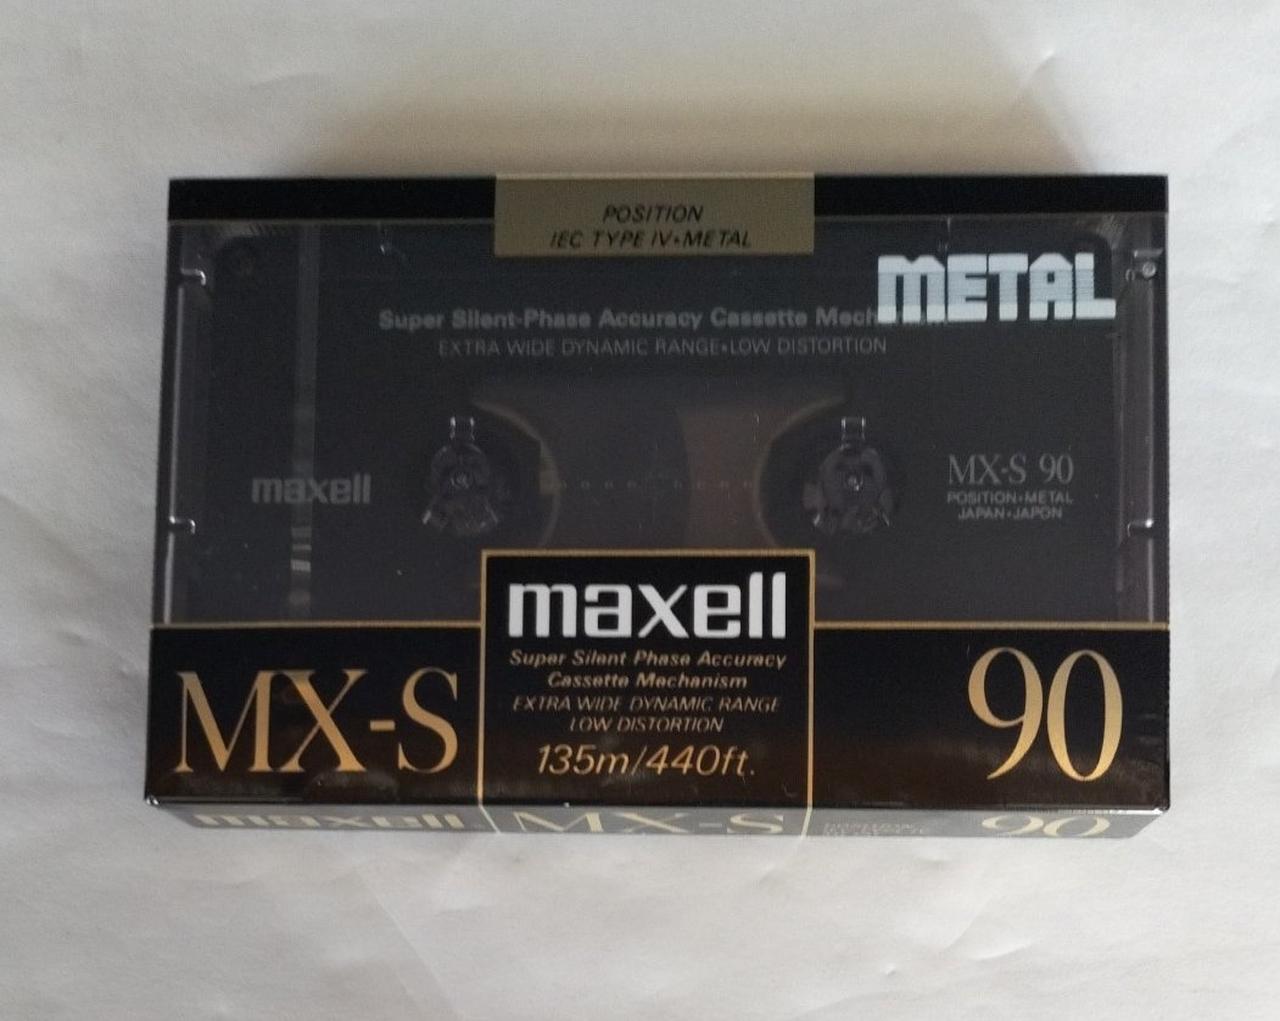 POSITION
IEC TYPE IV•METAL
METAL
Super Silent-Phase Accuracy Cassette
EXTRA WIDE DYNAMIC RANGE•LOW DISTORTION
maxell
MX-S 90
POSITION•METAL
JAPAN•JAPON
maxell
Super Silent Phase Accuracy
Cassette Mechanism
EXTRA WIDE DYNAMIC RANGE
LOW DISTORTION
135m/440ft.
MX-S
90
maxell MX-S 90